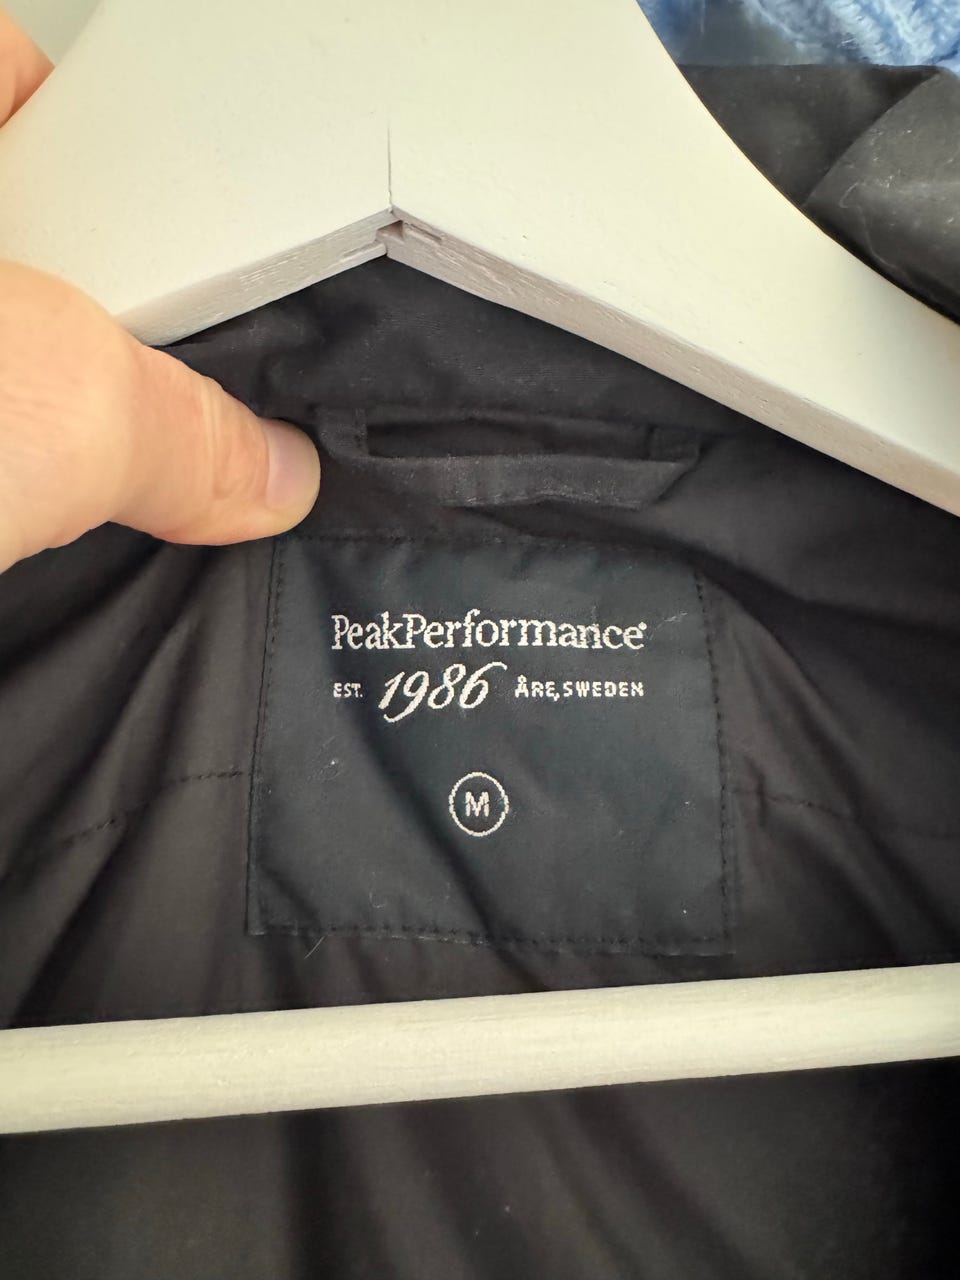 PeakPerformance®
EST. 1986 ÅRE, SWEDEN
M